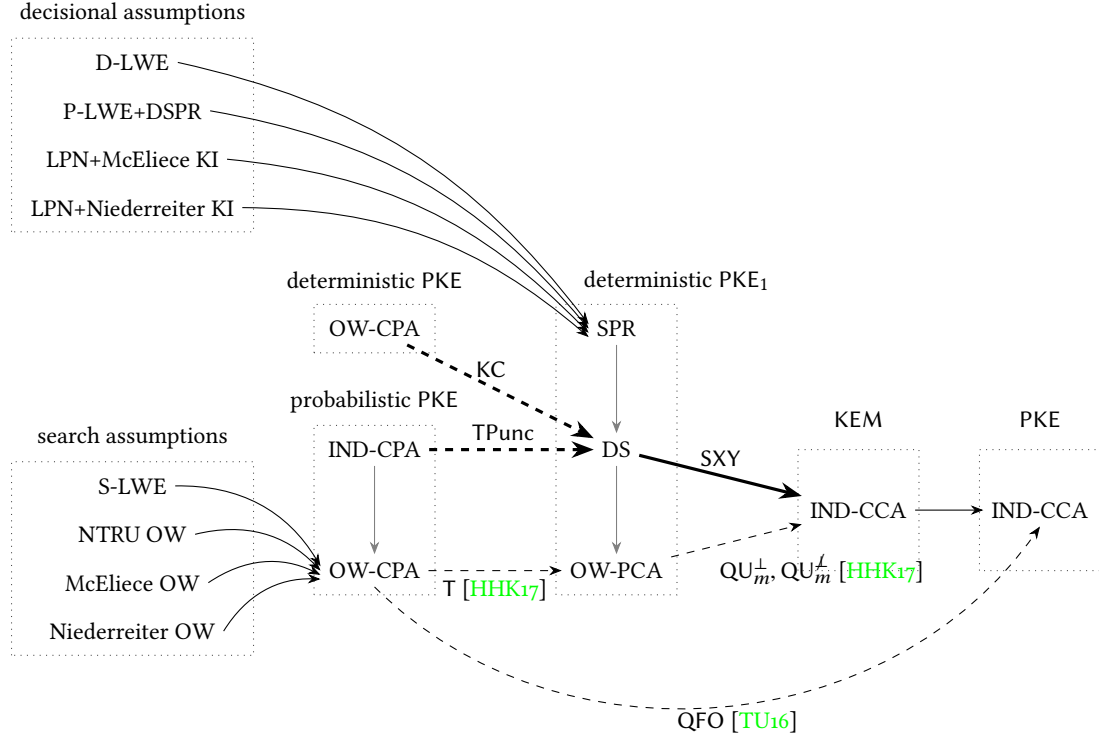 decisional assumptions
D-LWE
P-LWE+DSPR
LPN+McEliece KI
LPN+Niederreiter KI
deterministic PKE
deterministic PKE₁
OW-CPA
SPR
KC
probabilistic PKE
KEM
PKE
search assumptions
IND-CPA
TPunc
DS
SXY
S-LWE
IND-CCA
IND-CCA
NTRU OW
McEliece OW
OW-CPA
T [HHK17]
OW-PCA
QU⊥m, QU⊥̸m [HHK17]
Niederreiter OW
QFO [TU16]